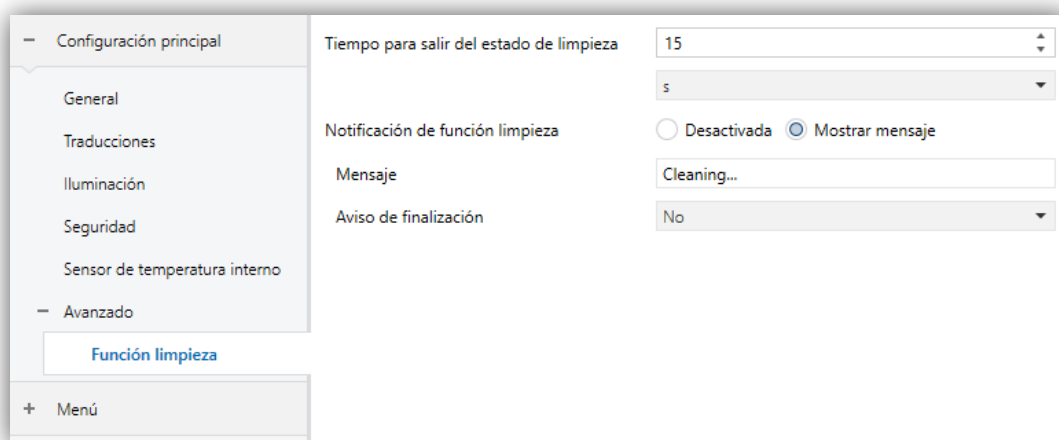 Configuración principal
General
Traducciones
Iluminación
Seguridad
Sensor de temperatura interno
Avanzado
Función limpieza
Menú
Tiempo para salir del estado de limpieza 15
s
Notificación de función limpieza Desactivada Mostrar mensaje
Mensaje Cleaning...
Aviso de finalización No